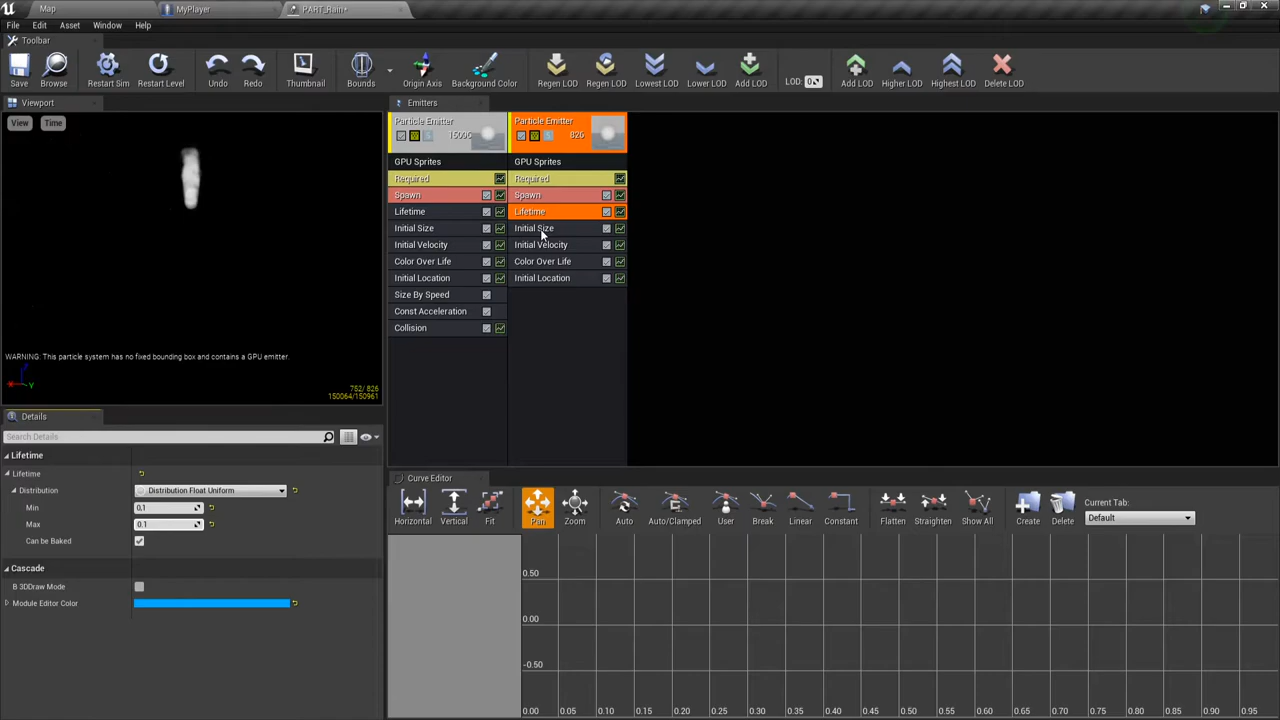 Map
MyPlayer
PART_Rain*
File Edit Asset Window Help
Toolbar
Save
Browse
Restart Sim
Restart Level
Undo
Redo
Thumbnail
Bounds
Origin Axis
Background Color
Regen LOD
Regen LOD
Lowest LOD
Lower LOD
Add LOD
LOD: 0
Add LOD
Higher LOD
Highest LOD
Delete LOD
Viewport
View Time
WARNING: This particle system has no fixed bounding box and contains a GPU emitter.
752/ 826
150064/150961
X Y Z
Emitters
Particle Emitter
GPU Sprites
Required
Spawn
Lifetime
Initial Size
Initial Velocity
Color Over Life
Initial Location
Size By Speed
Const Acceleration
Collision
Particle Emitter
826
GPU Sprites
Required
Spawn
Lifetime
Initial Size
Initial Velocity
Color Over Life
Initial Location
Details
Search Details
Lifetime
Lifetime
Distribution Distribution Float Uniform
Min 0.1
Max 0.1
Can be Baked
Cascade
B 3DDraw Mode
Module Editor Color
Curve Editor
Horizontal
Vertical
Fit
Pan
Zoom
Auto
Auto/Clamped
User
Break
Linear
Constant
Flatten
Straighten
Show All
Create
Delete
Current Tab:
Default
0.50
0.00
-0.50
0.00 0.05 0.10 0.15 0.20 0.25 0.30 0.35 0.40 0.45 0.50 0.55 0.60 0.65 0.70 0.75 0.80 0.85 0.90 0.95